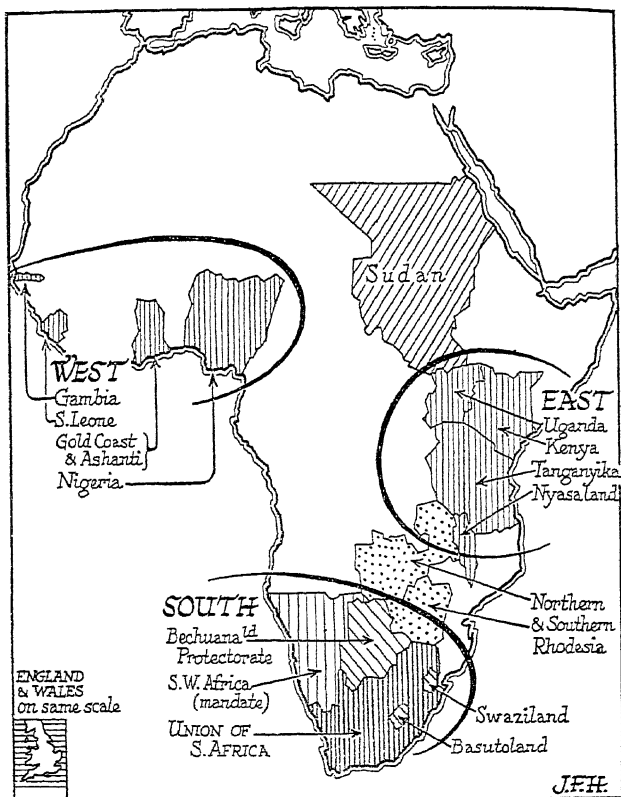 Sudan
WEST
Gambia
S. Leone
Gold Coast
& Ashanti}
Nigeria
EAST
Uganda
Kenya
Tanganyika
Nyasaland
Northern
& Southern
Rhodesia
SOUTH
Bechuanald
Protectorate
S.W. Africa
(mandate)
UNION OF
S. AFRICA
Swaziland
Basutoland
ENGLAND
& WALES
on same scale
J.F.H.